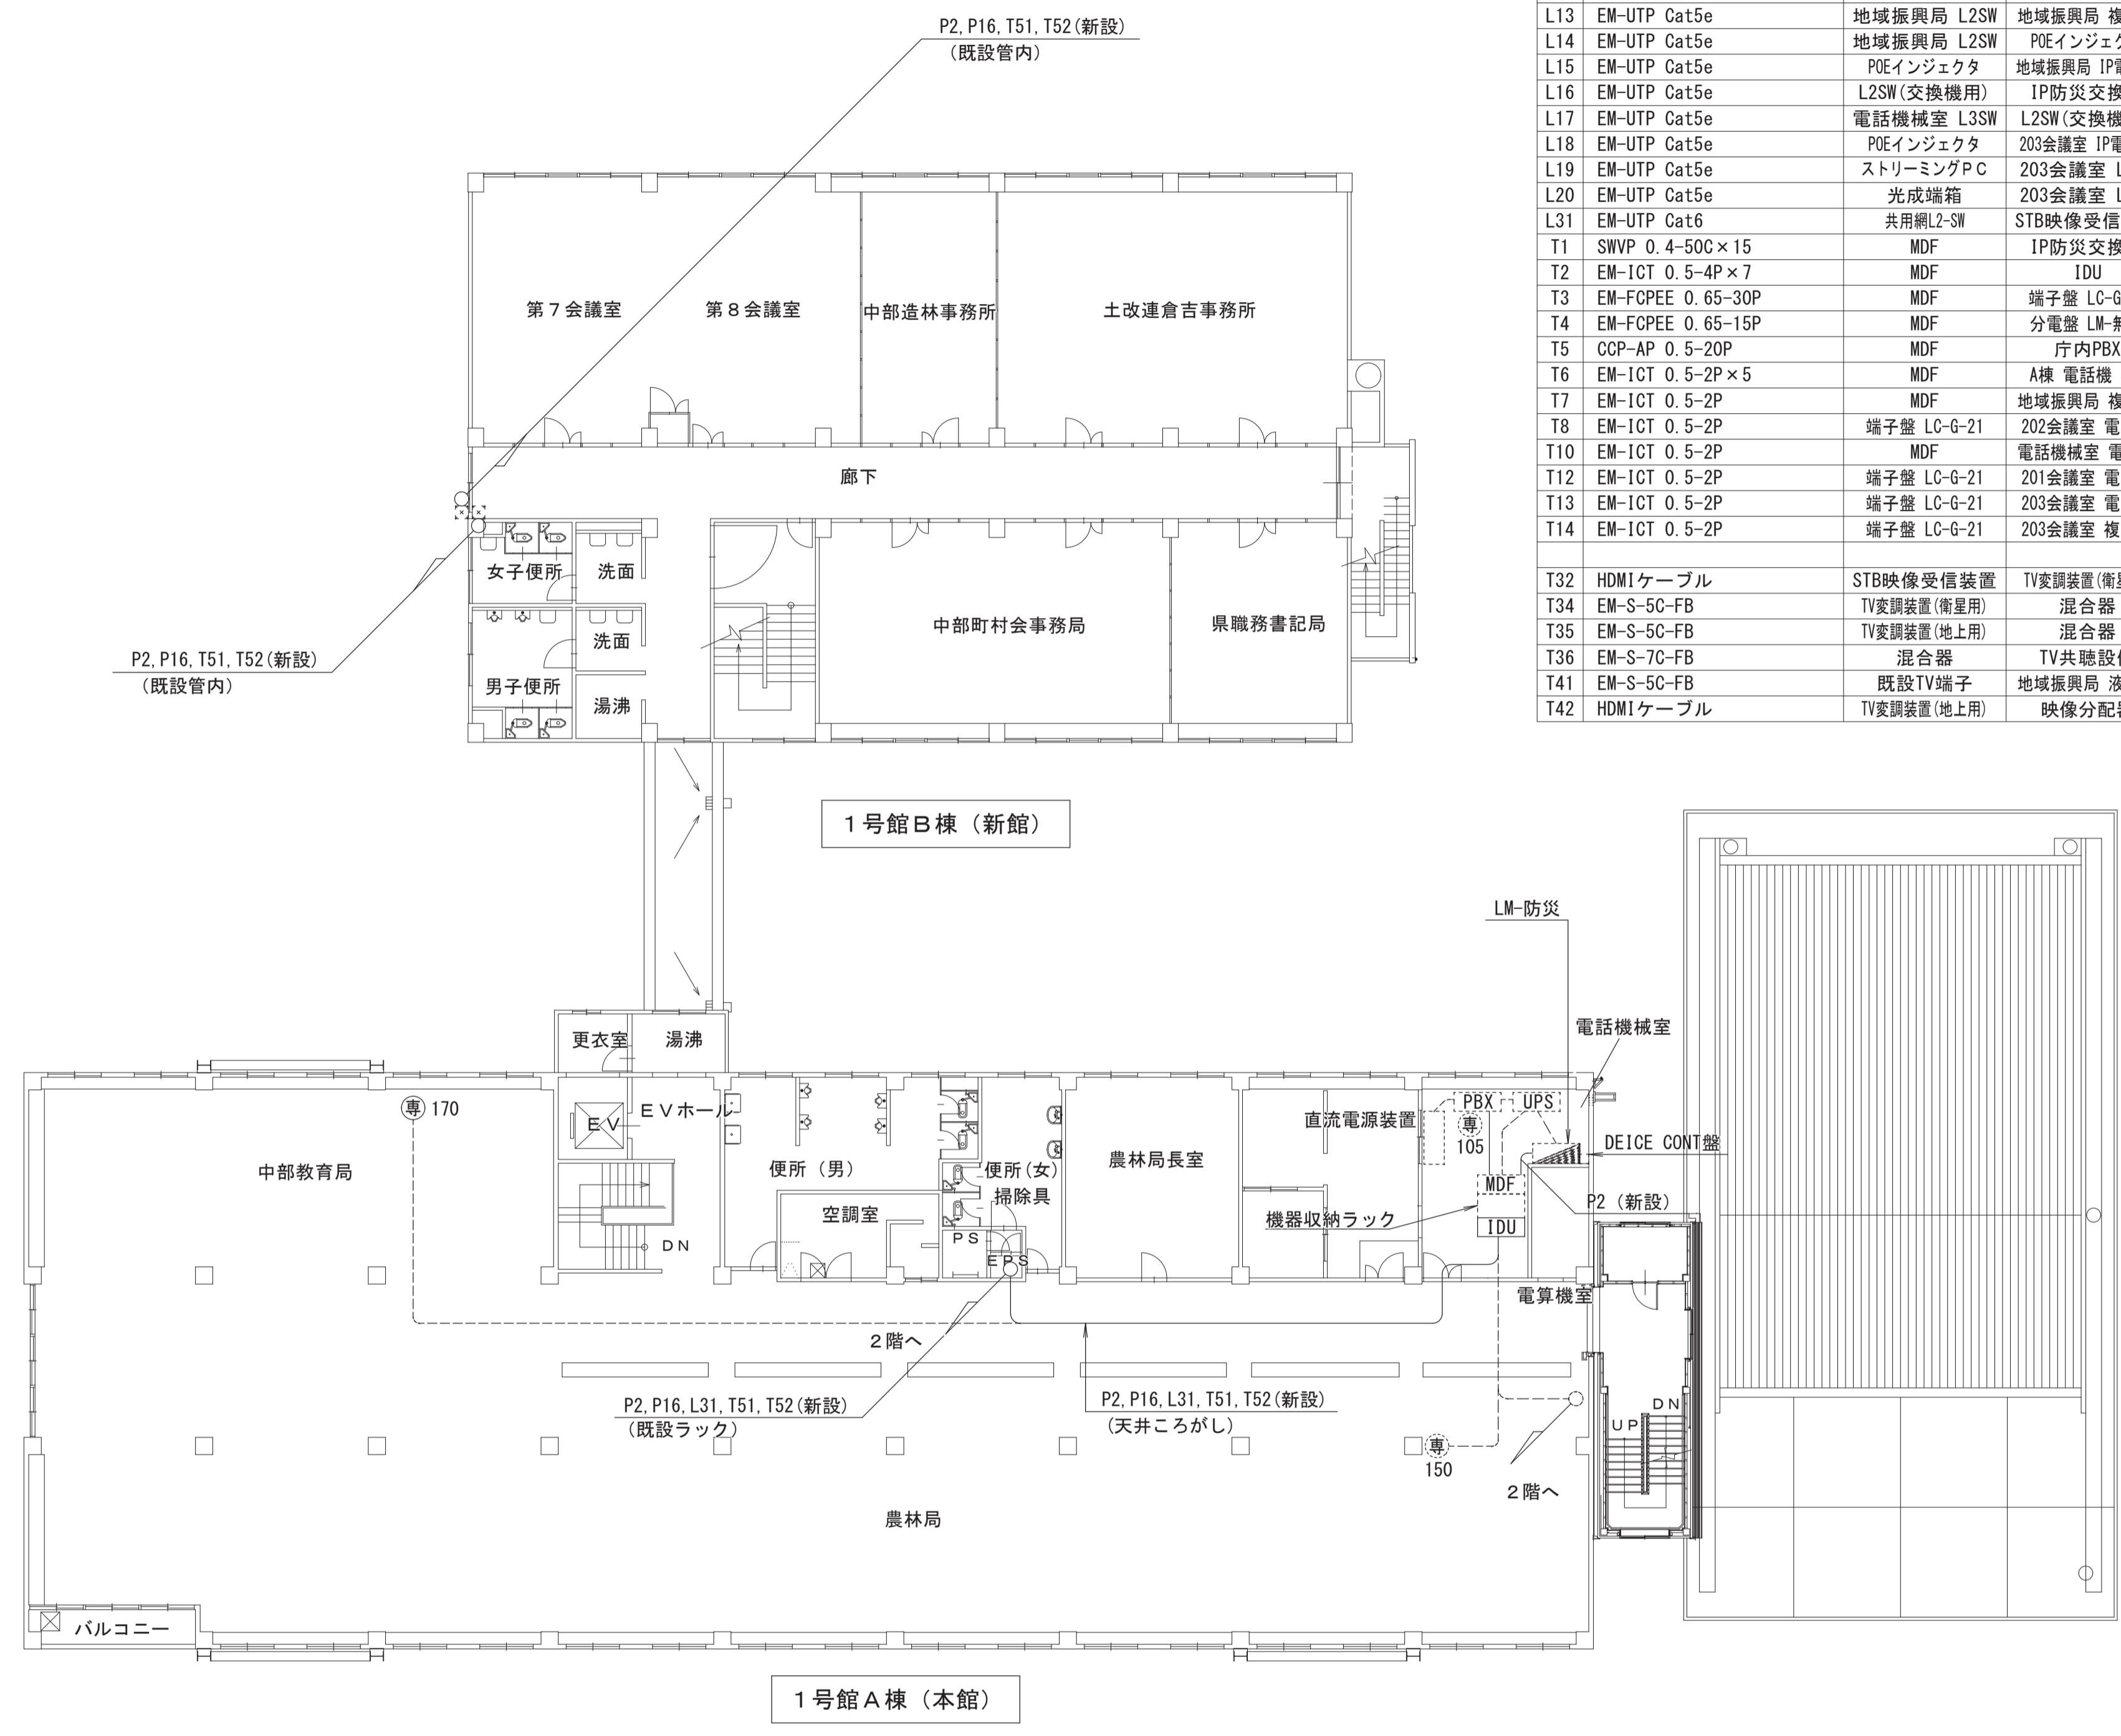 P2, P16, T51, T52(新設)
(既設管内)
第７会議室
第８会議室
中部造林事務所
土改連倉吉事務所
廊下
女子便所
洗面
洗面
男子便所
湯沸
中部町村会事務局
県職務書記局
P2, P16, T51, T52(新設)
(既設管内)
１号館Ｂ棟（新館）
L13 EM-UTP Cat5e 地域振興局 L2SW 地域振興局
L14 EM-UTP Cat5e 地域振興局 L2SW POEインジェ
L15 EM-UTP Cat5e POEインジェクタ 地域振興局 IP
L16 EM-UTP Cat5e L2SW(交換機用) IP防災交換
L17 EM-UTP Cat5e 電話機械室 L3SW L2SW(交換機
L18 EM-UTP Cat5e POEインジェクタ 203会議室 IP
L19 EM-UTP Cat5e ストリーミングＰＣ 203会議室 L
L20 EM-UTP Cat5e 光成端箱 203会議室 L
L31 EM-UTP Cat6 共用網L2-SW STB映像受信
T1 SWVP 0.4-50C×15 MDF IP防災交換
T2 EM-ICT 0.5-4P×7 MDF IDU
T3 EM-FCPEE 0.65-30P MDF 端子盤 LC-G
T4 EM-FCPEE 0.65-15P MDF 分電盤 LM-無
T5 CCP-AP 0.5-20P MDF 庁内PBX
T6 EM-ICT 0.5-2P×5 MDF A棟 電話機
T7 EM-ICT 0.5-2P MDF 地域振興局 複
T8 EM-ICT 0.5-2P 端子盤 LC-G-21 202会議室 電
T10 EM-ICT 0.5-2P MDF 電話機械室 電
T12 EM-ICT 0.5-2P 端子盤 LC-G-21 201会議室 電
T13 EM-ICT 0.5-2P 端子盤 LC-G-21 203会議室 電
T14 EM-ICT 0.5-2P 端子盤 LC-G-21 203会議室 複
T32 HDMIケーブル STB映像受信装置 TV変調装置(衛星
T34 EM-S-5C-FB TV変調装置(衛星用) 混合器
T35 EM-S-5C-FB TV変調装置(地上用) 混合器
T36 EM-S-7C-FB 混合器 TV共聴設
T41 EM-S-5C-FB 既設TV端子 地域振興局 液
T42 HDMIケーブル TV変調装置(地上用) 映像分配
LM-防災
電話機械室
更衣室
湯沸
専 170
ＥＶ
ＥＶホール
中部教育局
便所（男）
便所(女)
掃除具
空調室
ＰＳ
ＥＰＳ
ＤＮ
農林局長室
直流電源装置
PBX
UPS
専
105
DEICE CONT盤
MDF
機器収納ラック
IDU
P2（新設）
電算機室
２階へ
P2, P16, L31, T51, T52(新設)
(既設ラック)
P2, P16, L31, T51, T52(新設)
(天井ころがし)
専
150
２階へ
ＤＮ
ＵＰ
農林局
バルコニー
１号館Ａ棟（本館）